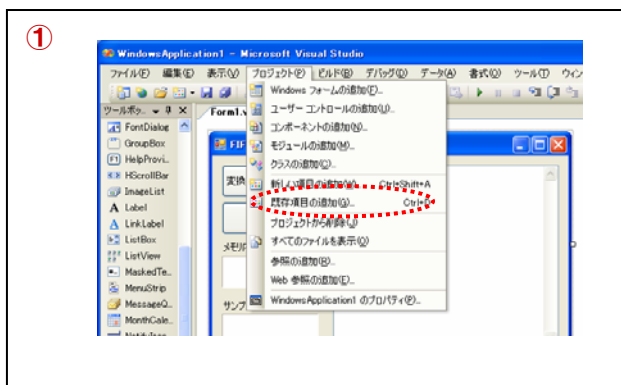 ①
WindowsApplication1 - Microsoft Visual Studio
ファイル(F) 編集(E) 表示(V) プロジェクト(P) ビルド(B) デバッグ(D) データ(A) 書式(O) ツール(T)
ツールボッ...
Form1.v
FontDialog
GroupBox
HelpProvi...
HScrollBar
ImageList
Label
LinkLabel
ListBox
ListView
MaskedTe...
MenuStrip
MessageQ...
MonthCale...
変換
サンプ
Windows フォームの追加(F)...
ユーザー コントロールの追加(U)...
コンポーネントの追加(N)...
モジュールの追加(M)...
クラスの追加(C)...
新しい項目の追加(W)... Ctrl+Shift+A
既存項目の追加(G)... Ctrl+D
プロジェクトから削除(J)
すべてのファイルを表示(O)
参照の追加(R)...
Web 参照の追加(E)...
WindowsApplication1 のプロパティ(P)...